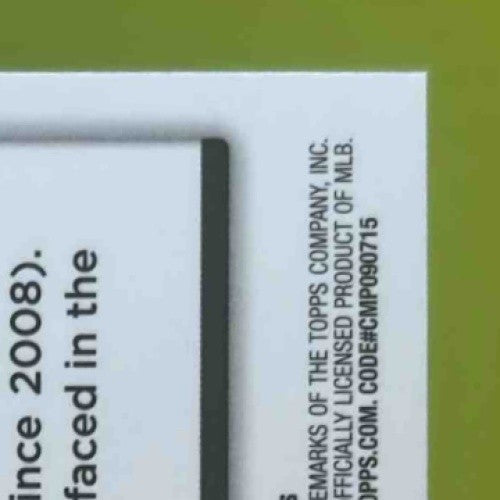 ince 2008).
faced in the
S
EMARKS OF THE TOPPS COMPANY, INC.
FFICIALLY LICENSED PRODUCT OF MLB.
OPPS.COM. CODE#CMP090715